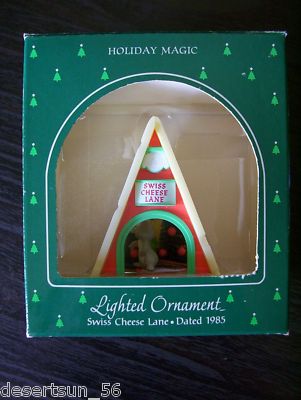 HOLIDAY MAGIC
SWISS
CHEESE
LANE
Lighted Ornament
Swiss Cheese Lane • Dated 1985
desertsun_56